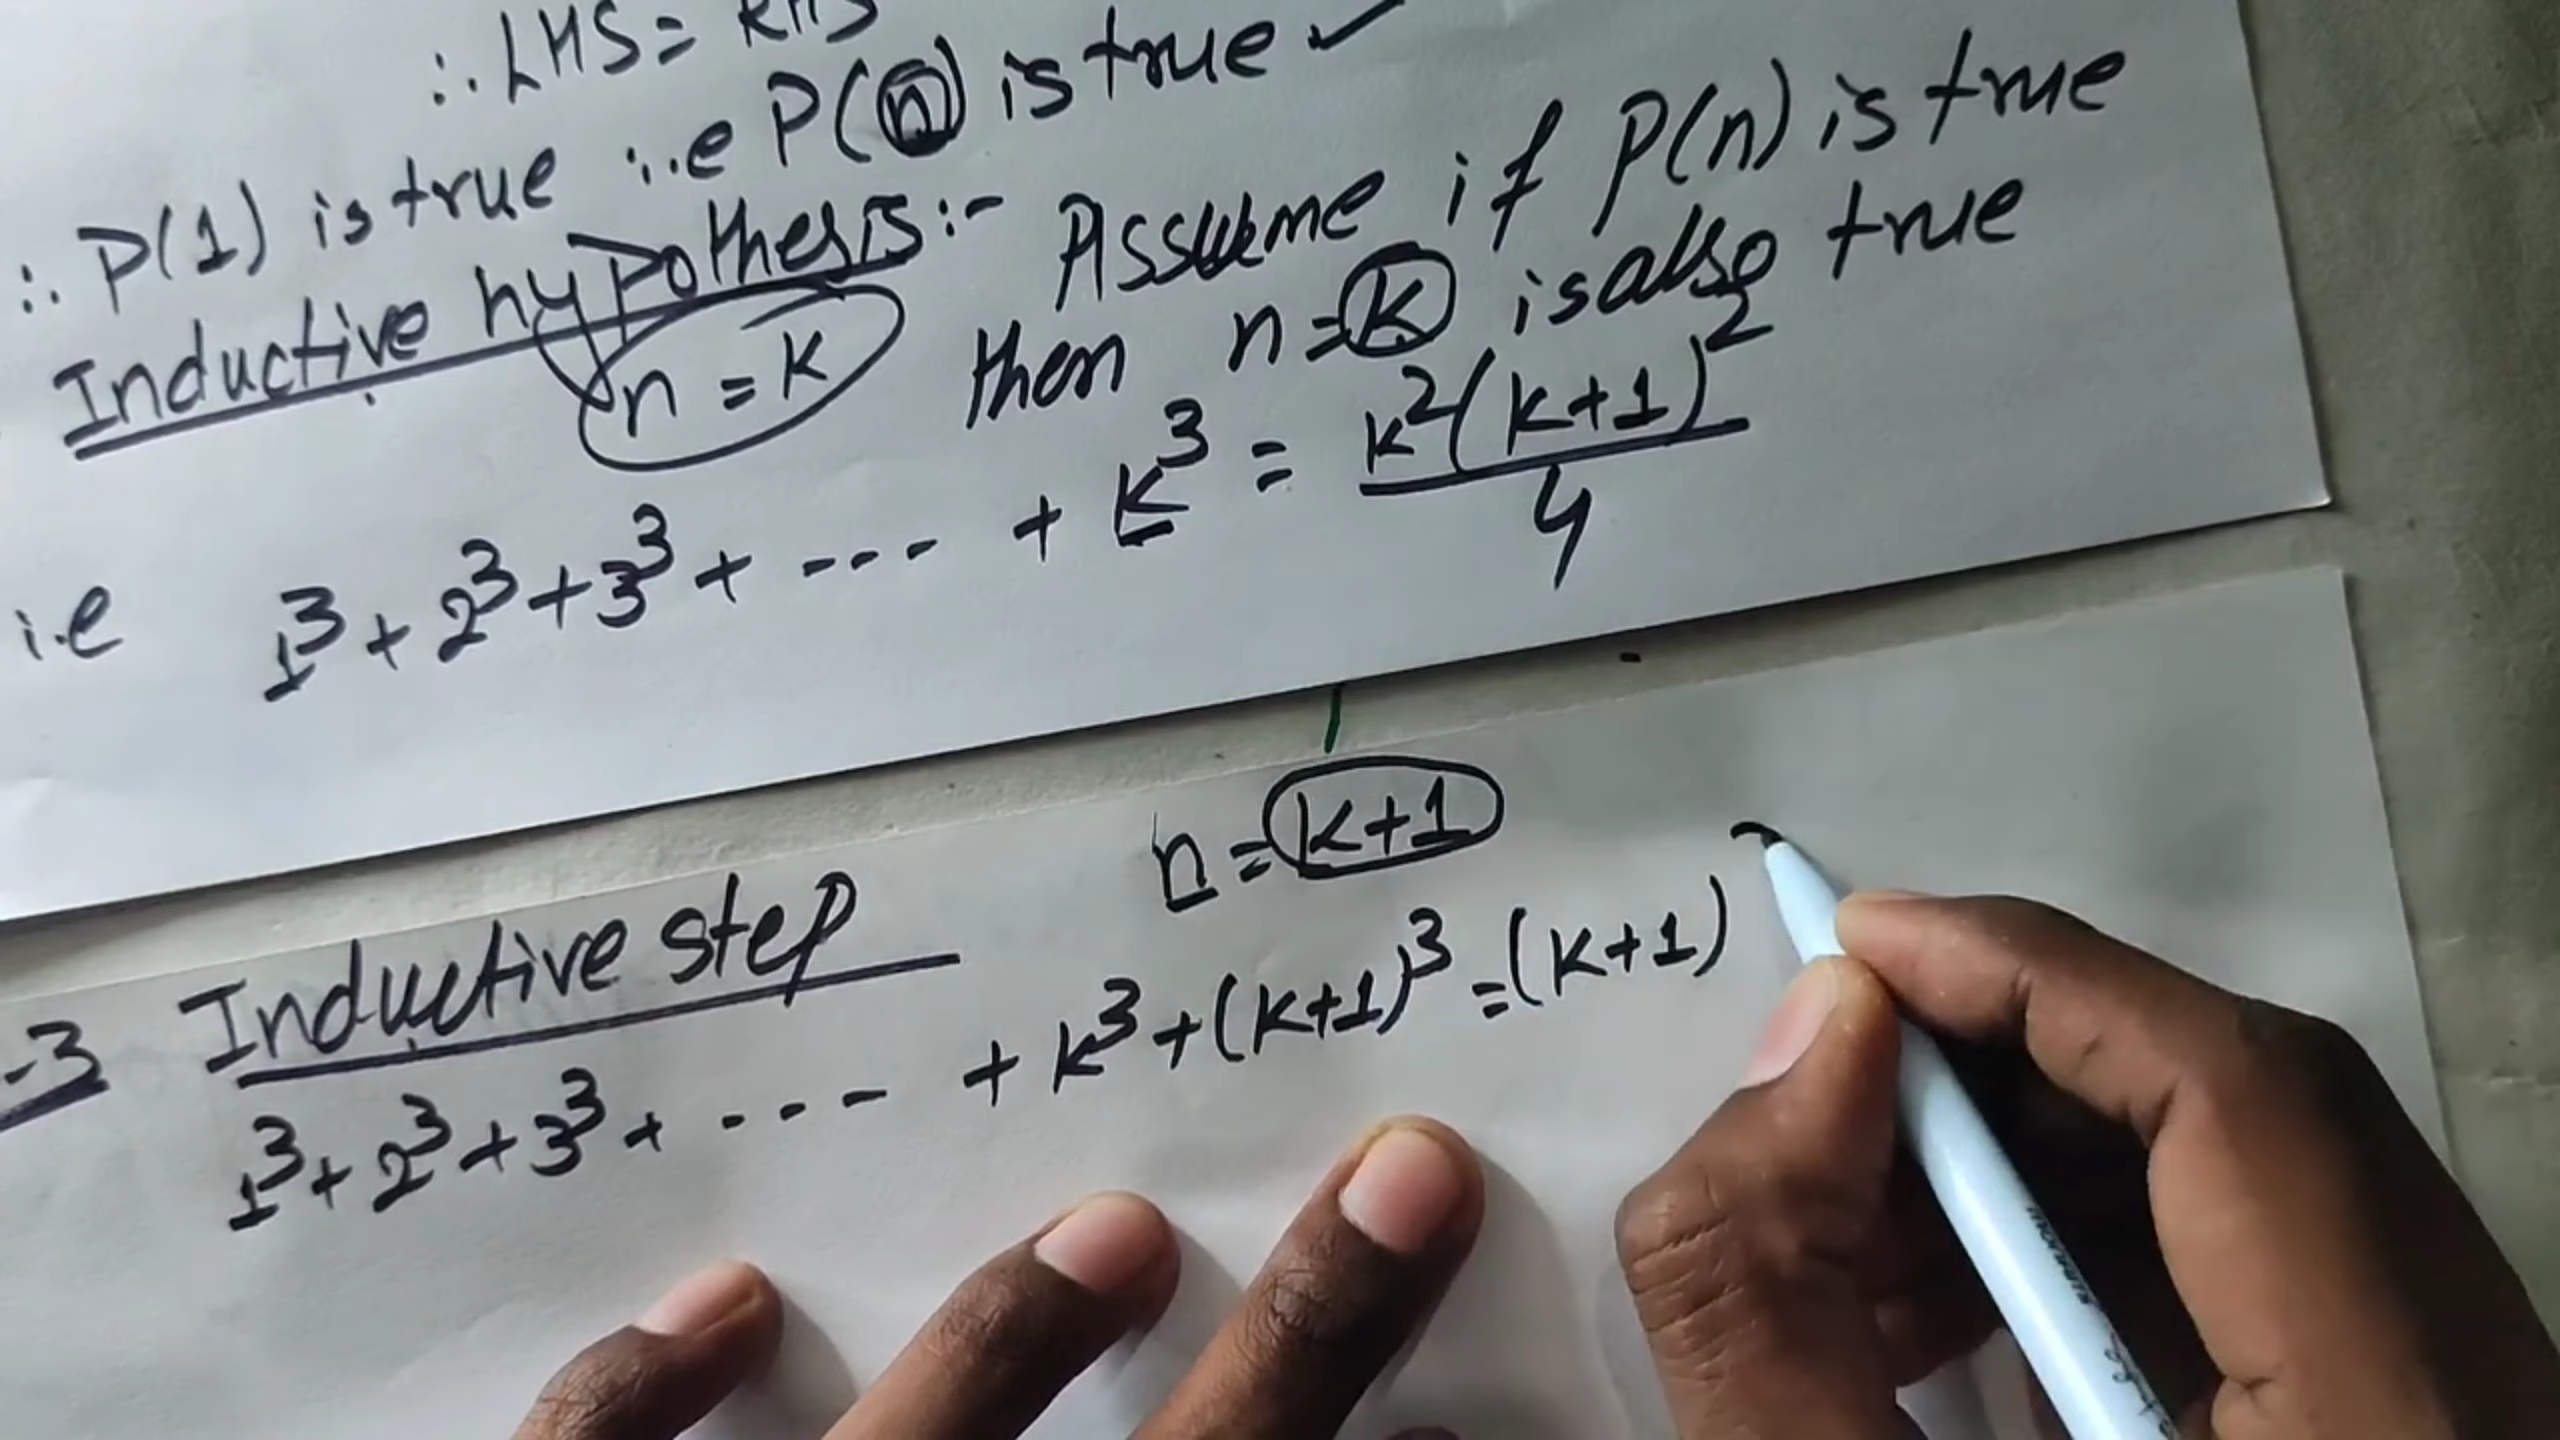 ∴ LHS = RHS
∴ P(1) is true i.e P(n) is true ✓
Inductive hypothesis:- Assume if P(n) is true
n = k then n = k is also true
i.e 1³ + 2³ + 3³ + --- + k³ = k²(k+1)²/4
n = k+1
-3 Inductive step
1³ + 2³ + 3³ + ---- + k³ + (k+1)³ = (k+1)